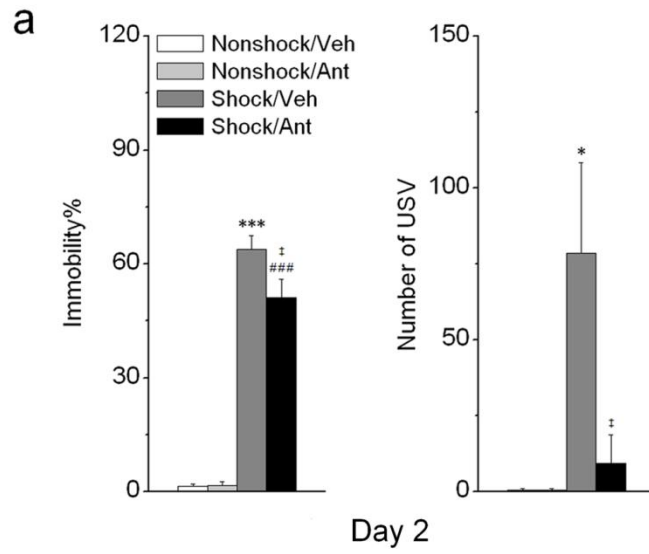 a
120
90
60
30
0
Immobility%
Nonshock/Veh
Nonshock/Ant
Shock/Veh
Shock/Ant
***
‡
###
150
100
50
0
Number of USV
*
‡
Day 2